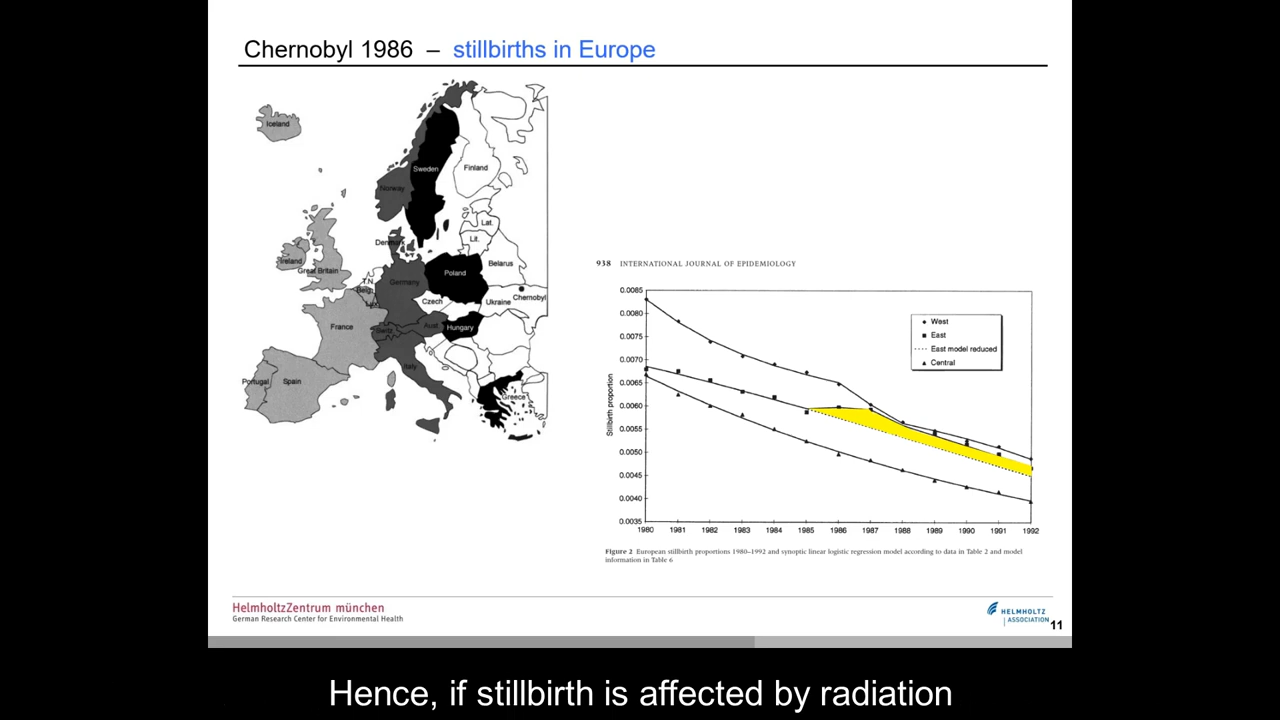 Chernobyl 1986 – stillbirths in Europe
Iceland
Sweden
Finland
Norway
Lat.
Lit.
Denmark
Ireland
Great Britain
Belarus
Poland
Germany
Belg.
Lux.
Czech
Ukraine
Chernobyl
France
Switz.
Aust.
Hungary
Italy
Portugal
Spain
Greece
938 INTERNATIONAL JOURNAL OF EPIDEMIOLOGY
0.0085
0.0080
0.0075
0.0070
0.0065
0.0060
0.0055
0.0050
0.0045
0.0040
0.0035
Stillbirth proportion
West
East
East model reduced
Central
1980 1981 1982 1983 1984 1985 1986 1987 1988 1989 1990 1991 1992
Figure 2 European stillbirth proportions 1980–1992 and synoptic linear logistic regression model according to data in Table 2 and model
information in Table 6
HelmholtzZentrum münchen
German Research Center for Environmental Health
HELMHOLTZ
| ASSOCIATION
11
Hence, if stillbirth is affected by radiation